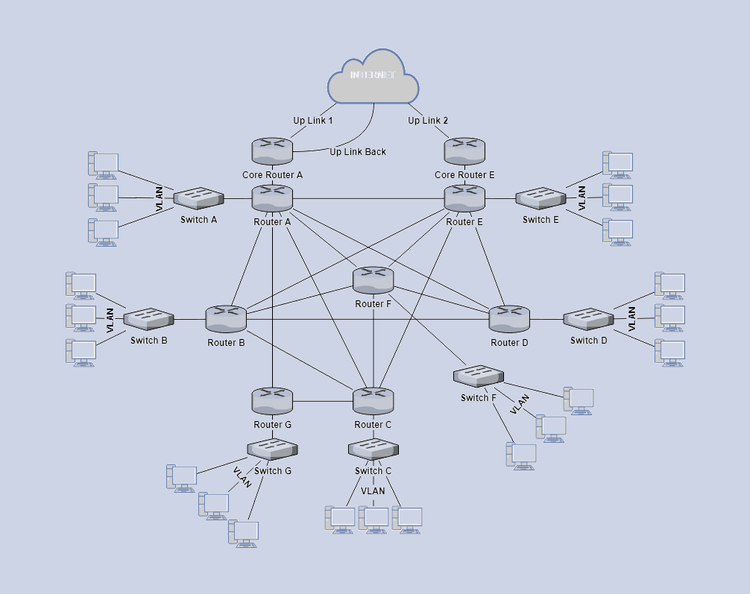 INTERNET
Up Link 1
Up Link 2
Up Link Back
Core Router A
Core Router E
VLAN
Switch A
Router A
Router E
Switch E
VLAN
Router F
VLAN
Switch B
Router B
Router D
Switch D
VLAN
Switch F
VLAN
Router G
Router C
Switch G
VLAN
Switch C
VLAN